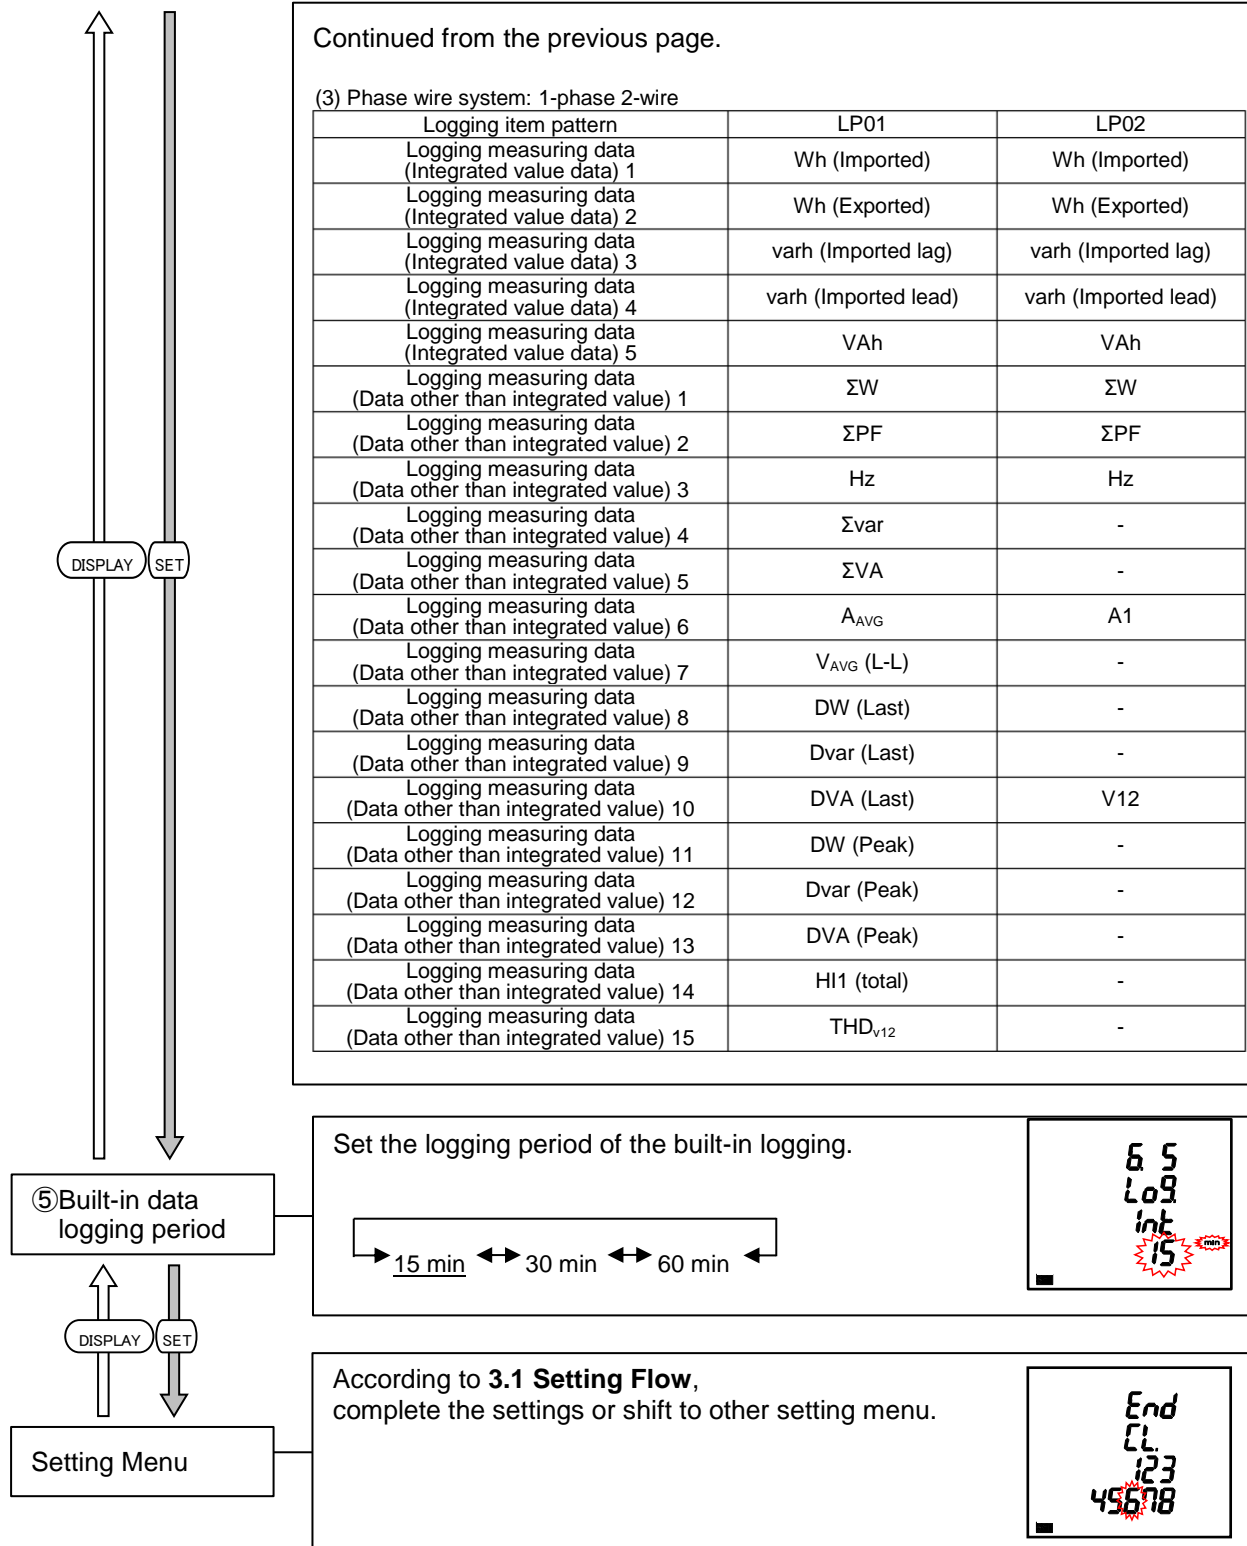 Continued from the previous page.
(3) Phase wire system: 1-phase 2-wire
Logging item pattern LP01 LP02
Logging measuring data
(Integrated value data) 1 Wh (Imported) Wh (Imported)
Logging measuring data
(Integrated value data) 2 Wh (Exported) Wh (Exported)
Logging measuring data
(Integrated value data) 3 varh (Imported lag) varh (Imported lag)
Logging measuring data
(Integrated value data) 4 varh (Imported lead) varh (Imported lead)
Logging measuring data
(Integrated value data) 5 VAh VAh
Logging measuring data
(Data other than integrated value) 1 ΣW ΣW
Logging measuring data
(Data other than integrated value) 2 ΣPF ΣPF
Logging measuring data
(Data other than integrated value) 3 Hz Hz
Logging measuring data
(Data other than integrated value) 4 Σvar -
Logging measuring data
(Data other than integrated value) 5 ΣVA -
Logging measuring data
(Data other than integrated value) 6 AAVG A1
Logging measuring data
(Data other than integrated value) 7 VAVG (L-L) -
Logging measuring data
(Data other than integrated value) 8 DW (Last) -
Logging measuring data
(Data other than integrated value) 9 Dvar (Last) -
Logging measuring data
(Data other than integrated value) 10 DVA (Last) V12
Logging measuring data
(Data other than integrated value) 11 DW (Peak) -
Logging measuring data
(Data other than integrated value) 12 Dvar (Peak) -
Logging measuring data
(Data other than integrated value) 13 DVA (Peak) -
Logging measuring data
(Data other than integrated value) 14 HI1 (total) -
Logging measuring data
(Data other than integrated value) 15 THDv12 -
DISPLAY SET
⑤Built-in data
logging period
Set the logging period of the built-in logging.
15 min 30 min 60 min
6. 5
Log.
int
15 min
DISPLAY SET
Setting Menu
According to 3.1 Setting Flow,
complete the settings or shift to other setting menu.
End
CL.
123
45678